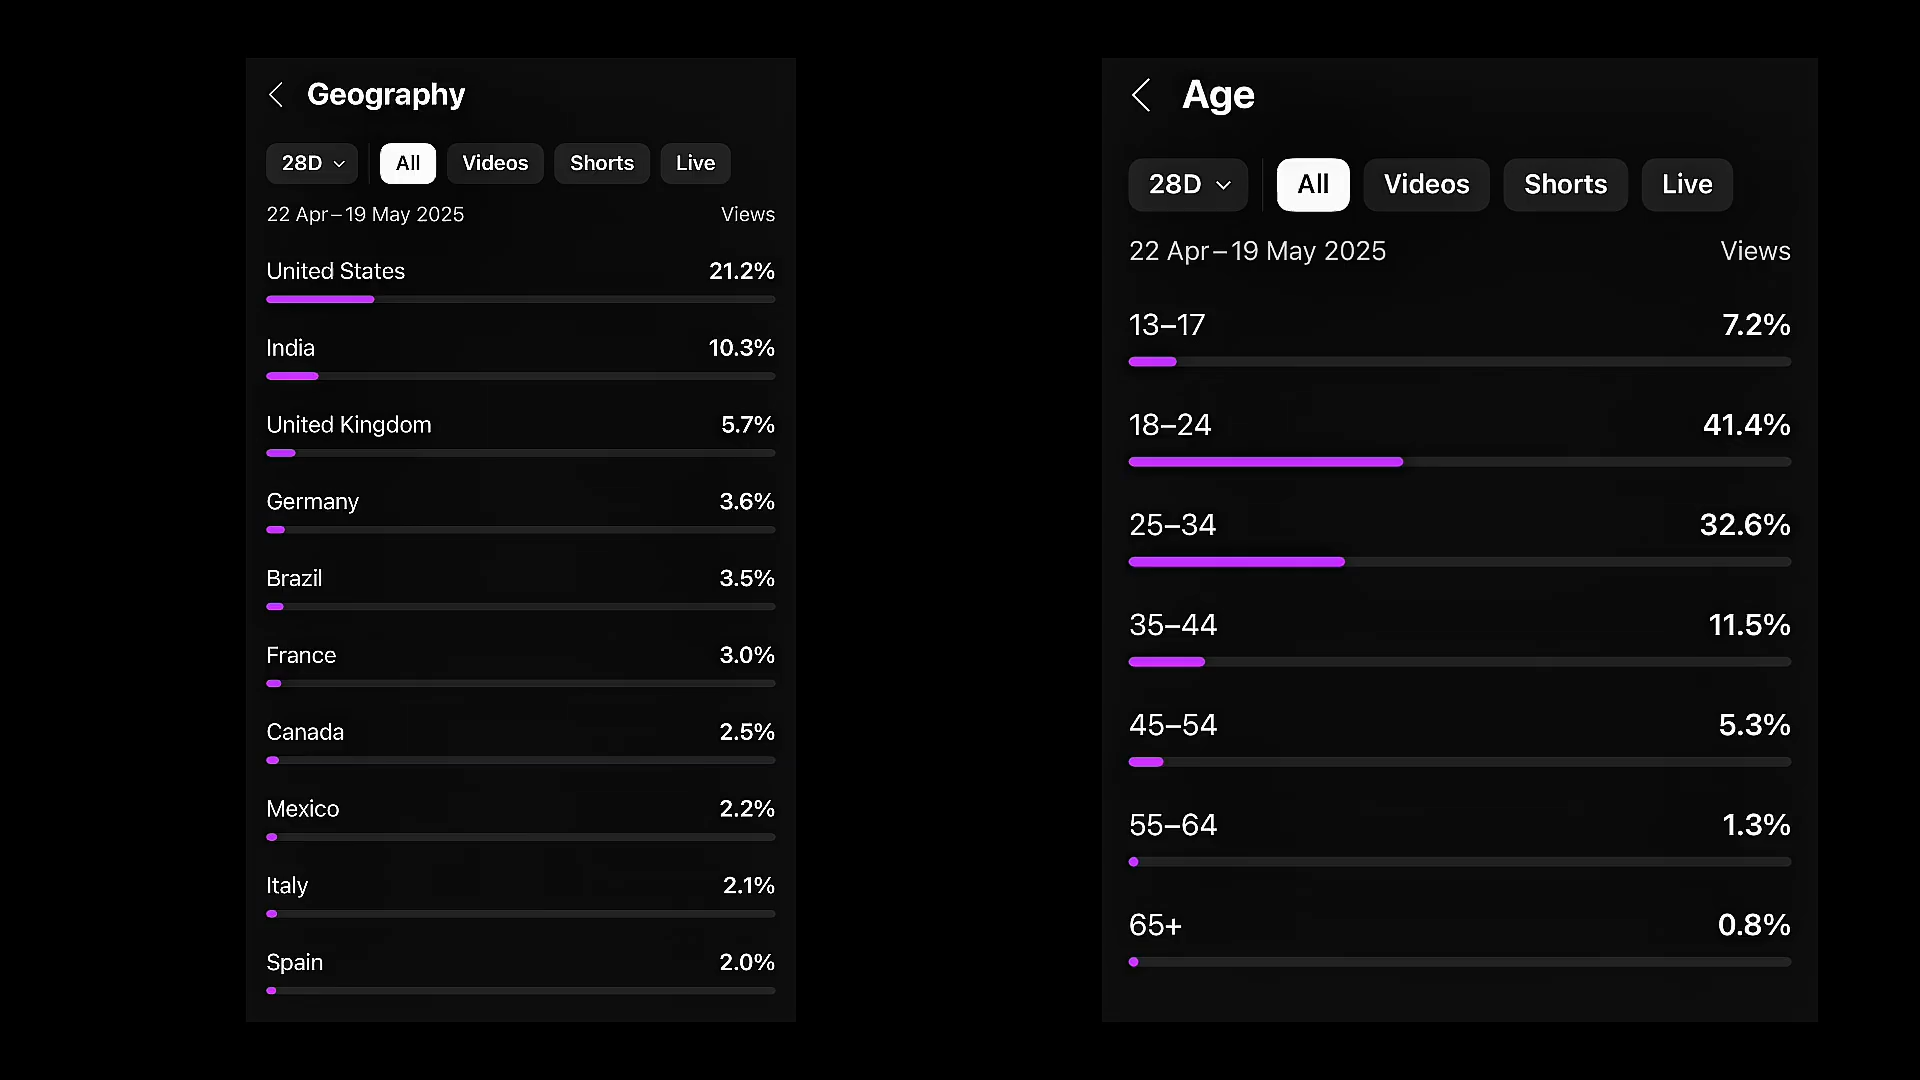 Geography
28D All Videos Shorts Live
22 Apr – 19 May 2025 Views
United States 21.2%
India 10.3%
United Kingdom 5.7%
Germany 3.6%
Brazil 3.5%
France 3.0%
Canada 2.5%
Mexico 2.2%
Italy 2.1%
Spain 2.0%
Age
28D All Videos Shorts Live
22 Apr – 19 May 2025 Views
13–17 7.2%
18–24 41.4%
25–34 32.6%
35–44 11.5%
45–54 5.3%
55–64 1.3%
65+ 0.8%